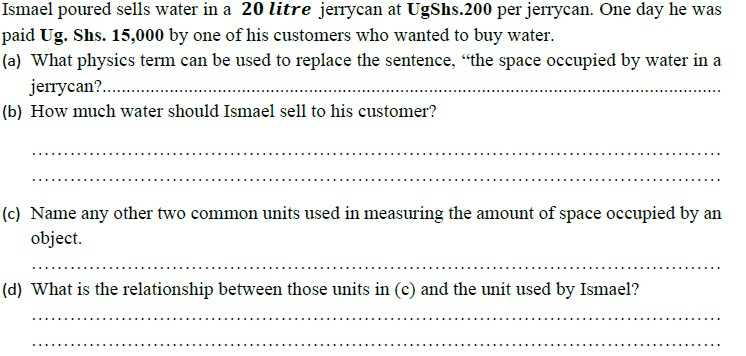 Ismael poured sells water in a 20 litre jerrycan at UgShs.200 per jerrycan. One day he was
paid Ug. Shs. 15,000 by one of his customers who wanted to buy water.
(a) What physics term can be used to replace the sentence, “the space occupied by water in a
jerrycan?..............................................................................................................................
(b) How much water should Ismael sell to his customer?
......................................................................................................................
......................................................................................................................
(c) Name any other two common units used in measuring the amount of space occupied by an
object.
......................................................................................................................
(d) What is the relationship between those units in (c) and the unit used by Ismael?
......................................................................................................................
......................................................................................................................